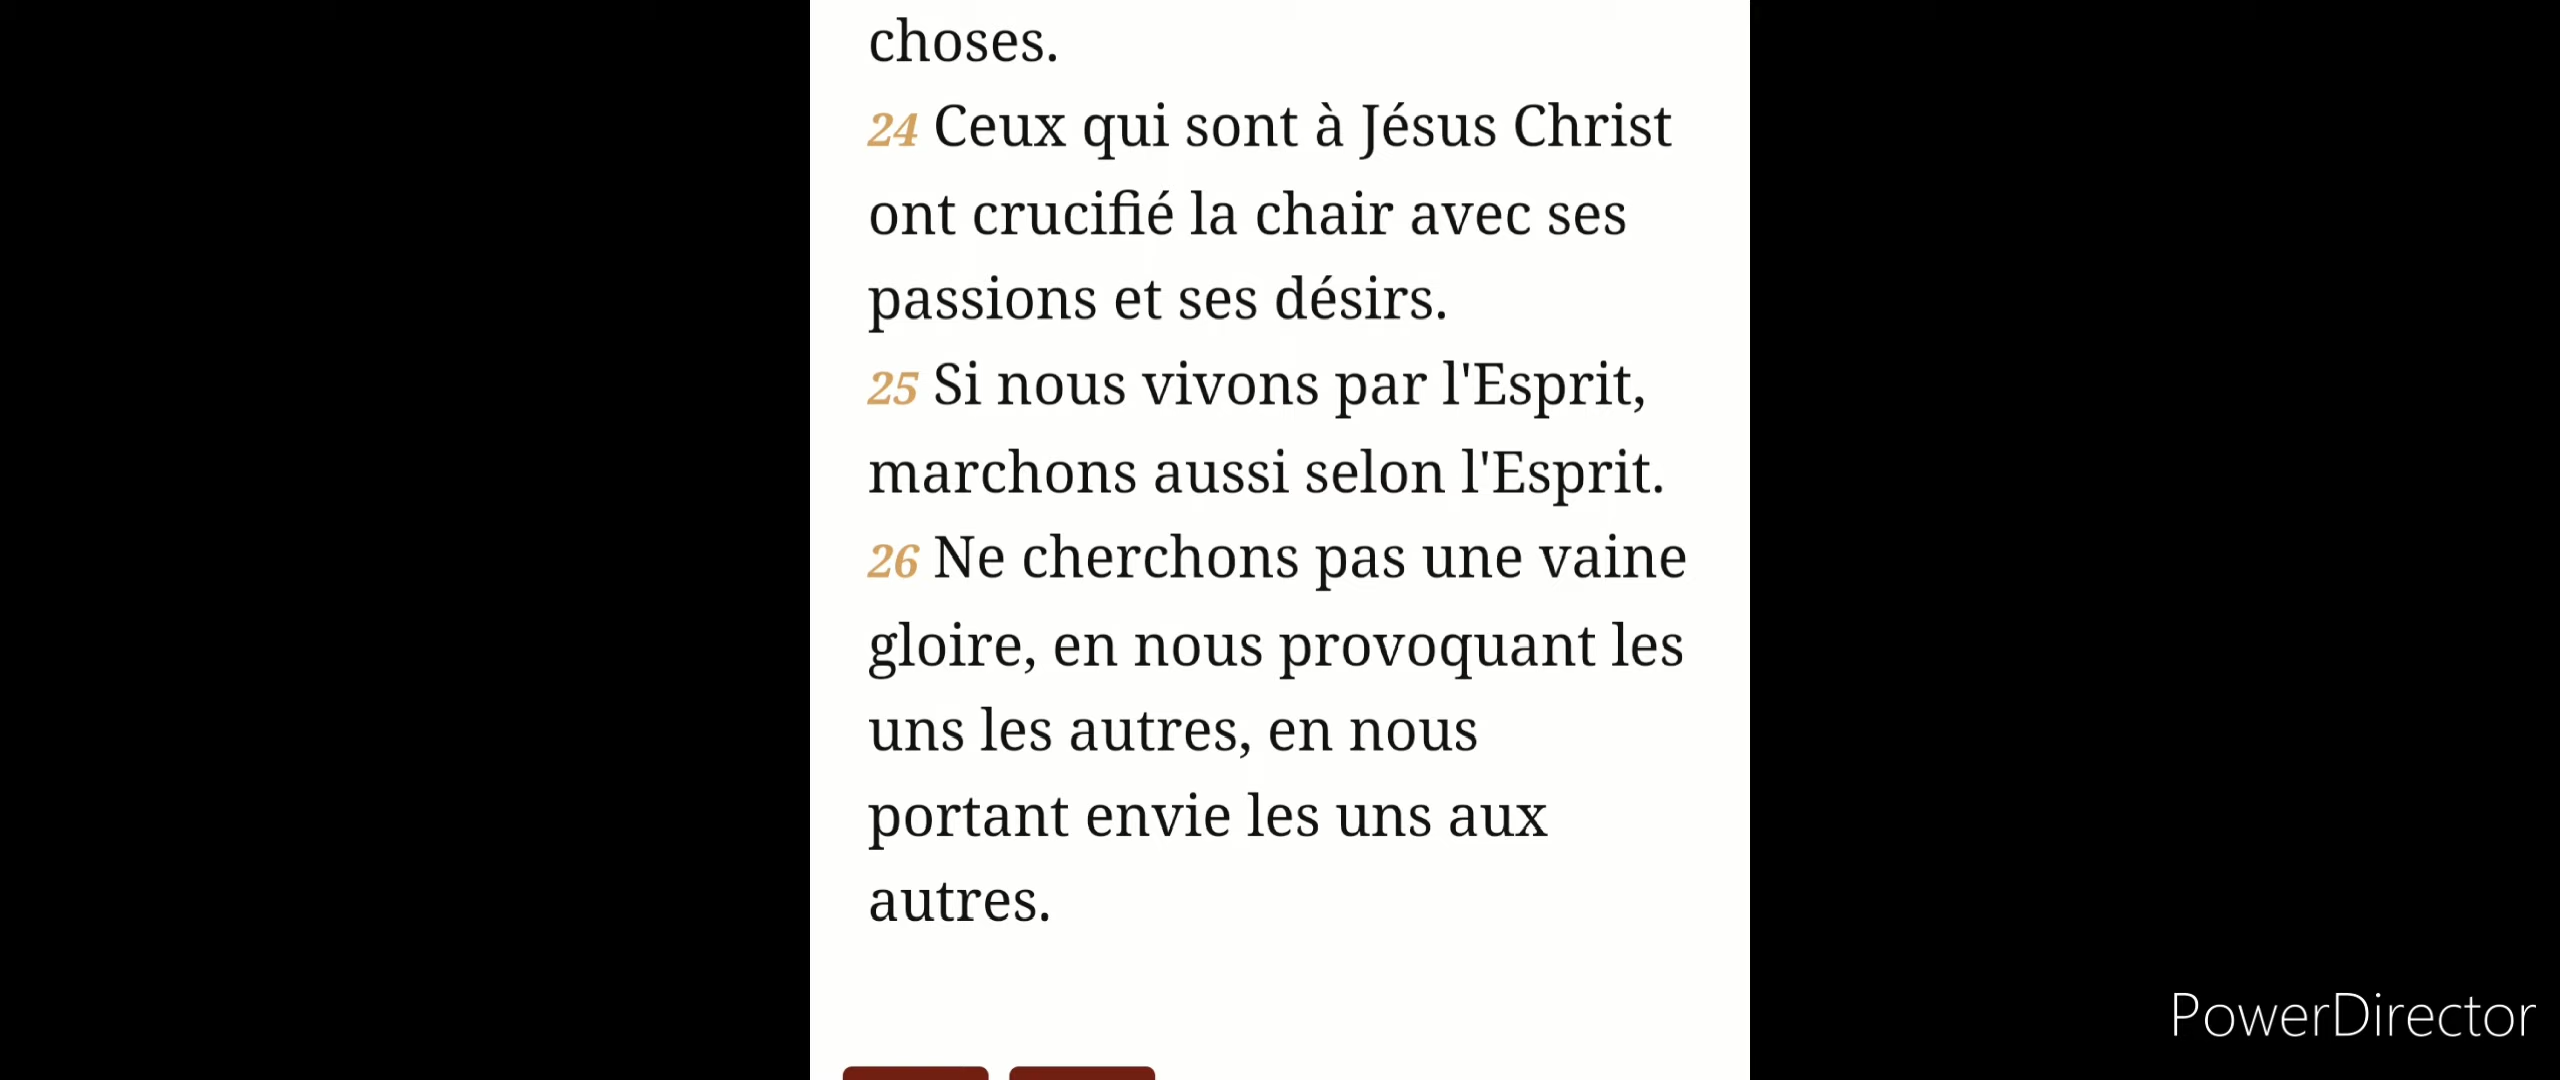 choses.
24 Ceux qui sont à Jésus Christ
ont crucifié la chair avec ses
passions et ses désirs.
25 Si nous vivons par l'Esprit,
marchons aussi selon l'Esprit.
26 Ne cherchons pas une vaine
gloire, en nous provoquant les
uns les autres, en nous
portant envie les uns aux
autres.
PowerDirector